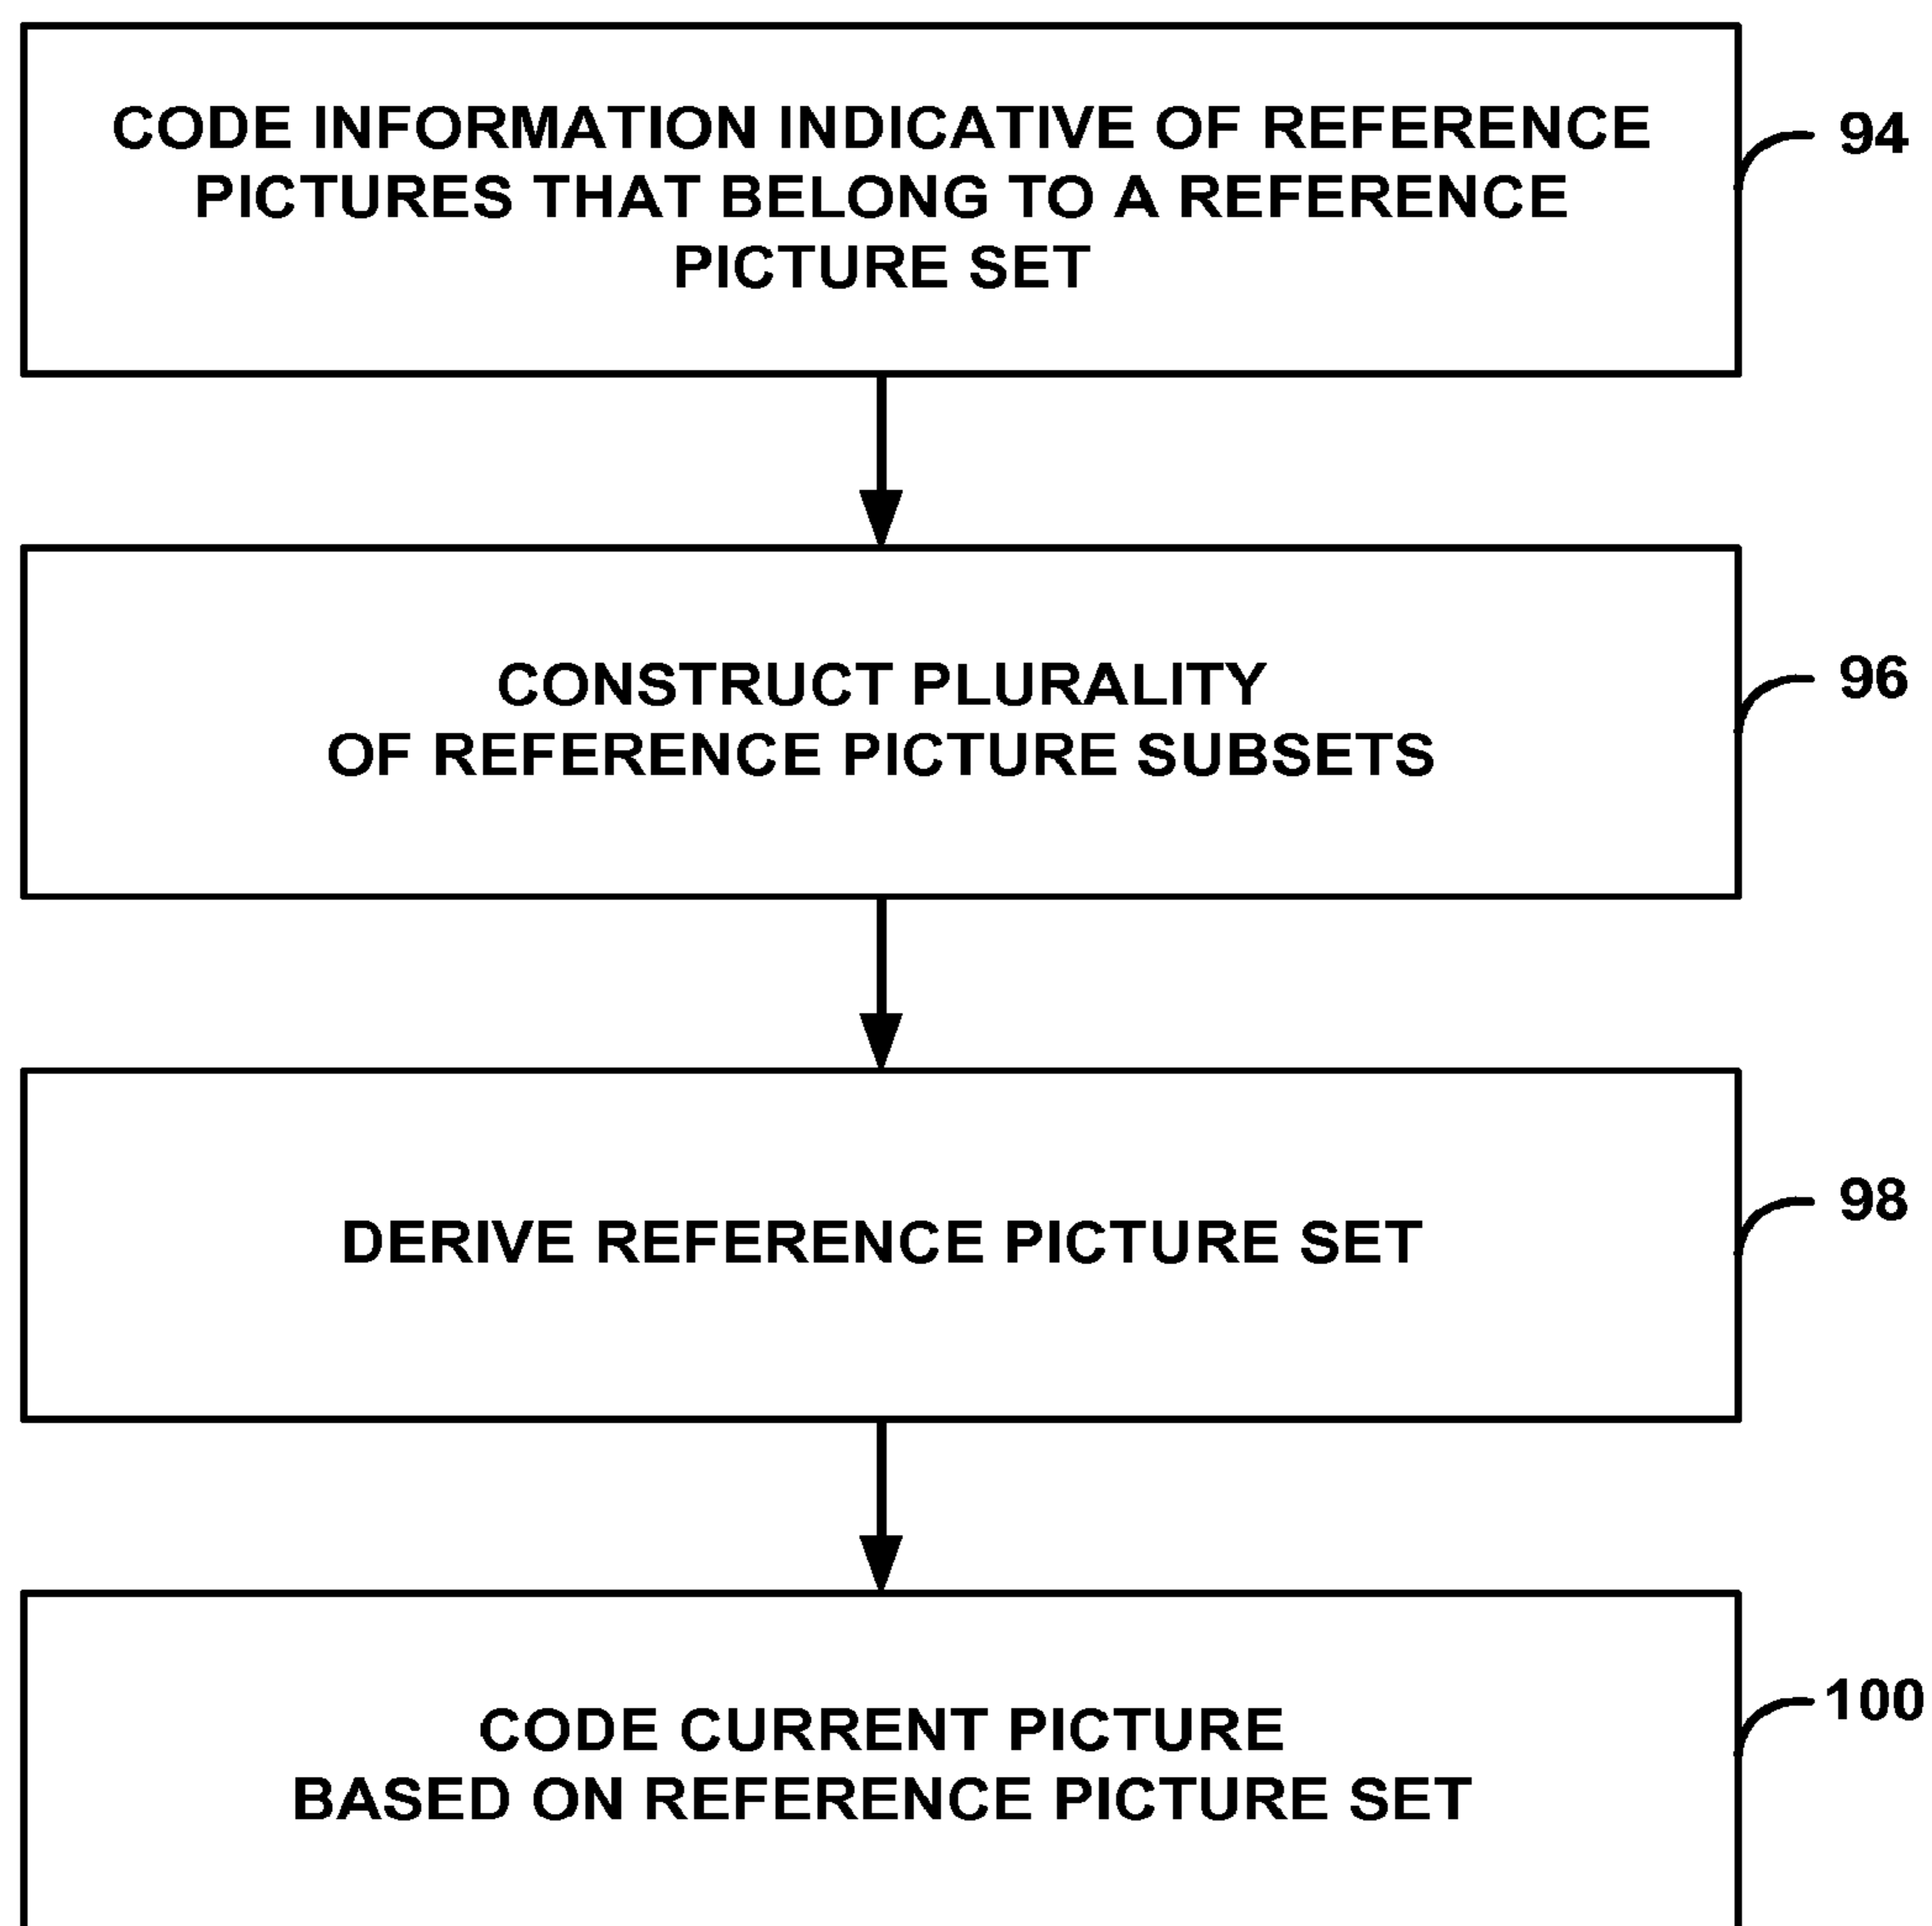 CODE INFORMATION INDICATIVE OF REFERENCE
PICTURES THAT BELONG TO A REFERENCE
PICTURE SET
94
CONSTRUCT PLURALITY
OF REFERENCE PICTURE SUBSETS
96
DERIVE REFERENCE PICTURE SET
98
CODE CURRENT PICTURE
BASED ON REFERENCE PICTURE SET
100